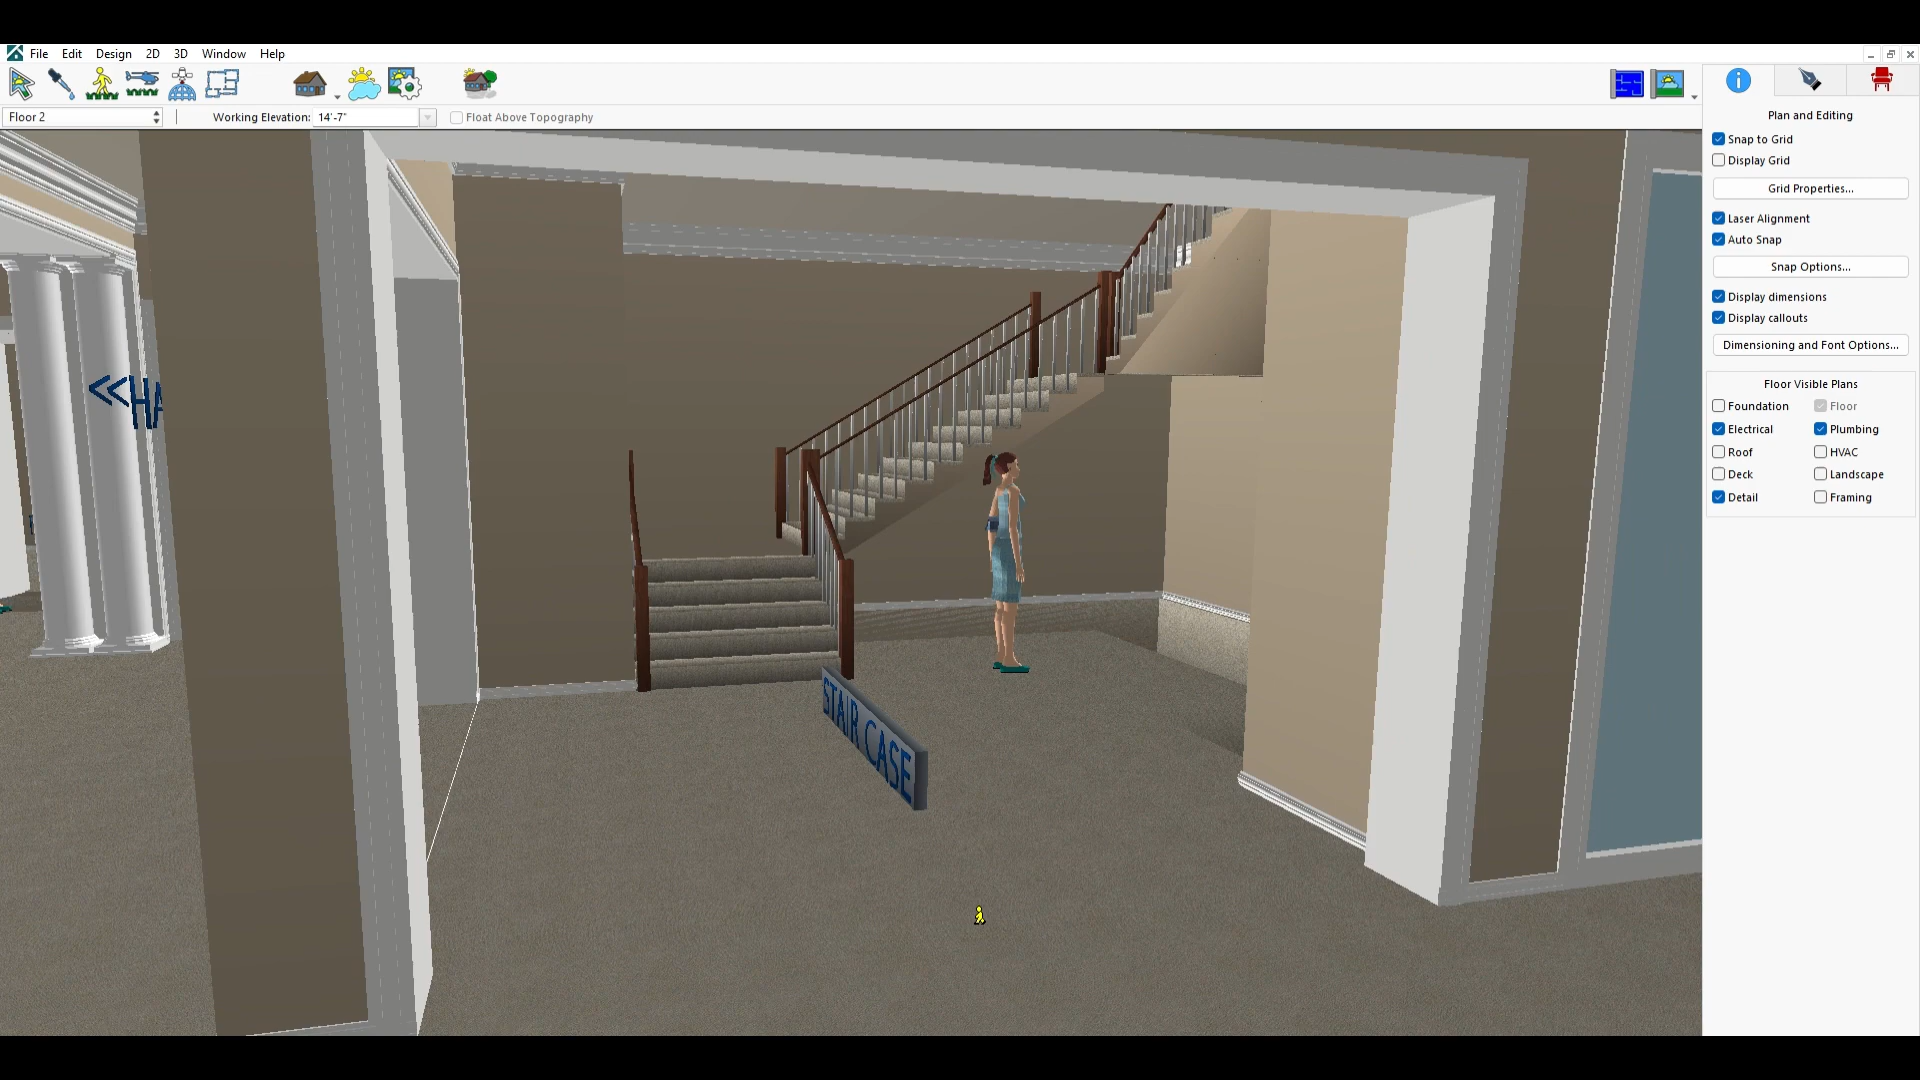 File Edit Design 2D 3D Window Help
Floor 2 Working Elevation: 14'-7" Float Above Topography
Plan and Editing
Snap to Grid
Display Grid
Grid Properties...
Laser Alignment
Auto Snap
Snap Options...
Display dimensions
Display callouts
Dimensioning and Font Options...
Floor Visible Plans
Foundation Floor
Electrical Plumbing
Roof HVAC
Deck Landscape
Detail Framing
<<HA
STAIR CASE